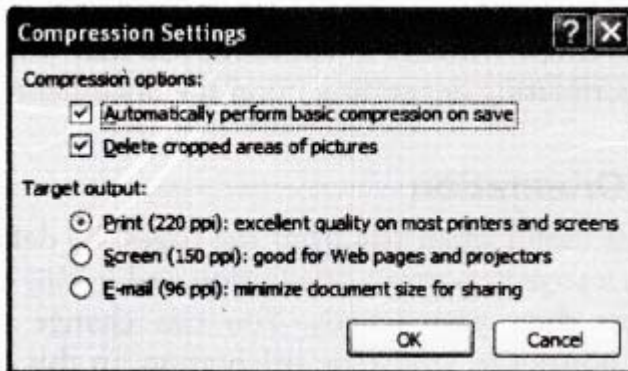 Compression Settings
Compression options:
Automatically perform basic compression on save
Delete cropped areas of pictures
Target output:
Print (220 ppi): excellent quality on most printers and screens
Screen (150 ppi): good for Web pages and projectors
E-mail (96 ppi): minimize document size for sharing
OK Cancel